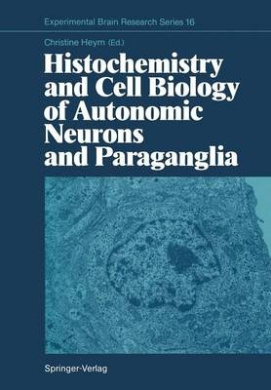 Experimental Brain Research Series 16
Christine Heym (Ed.)
Histochemistry
and Cell Biology
of Autonomic
Neurons
and Paraganglia
Springer-Verlag